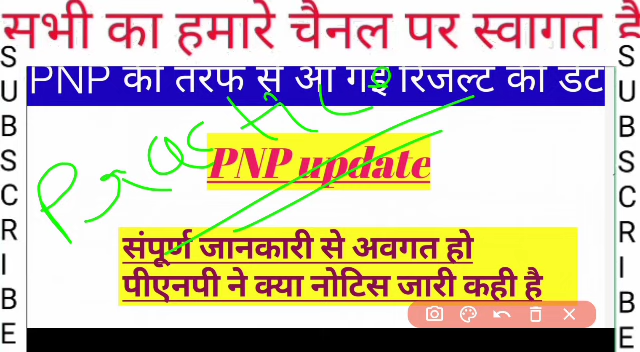 सभी का हमारे चैनल पर स्वागत है
PNP की तरफ से आ गई रिजल्ट की डेट
PNP update
संपूर्ण जानकारी से अवगत हो
पीएनपी ने क्या नोटिस जारी कही है
SUBSCRIBE
SUBSCRIBE